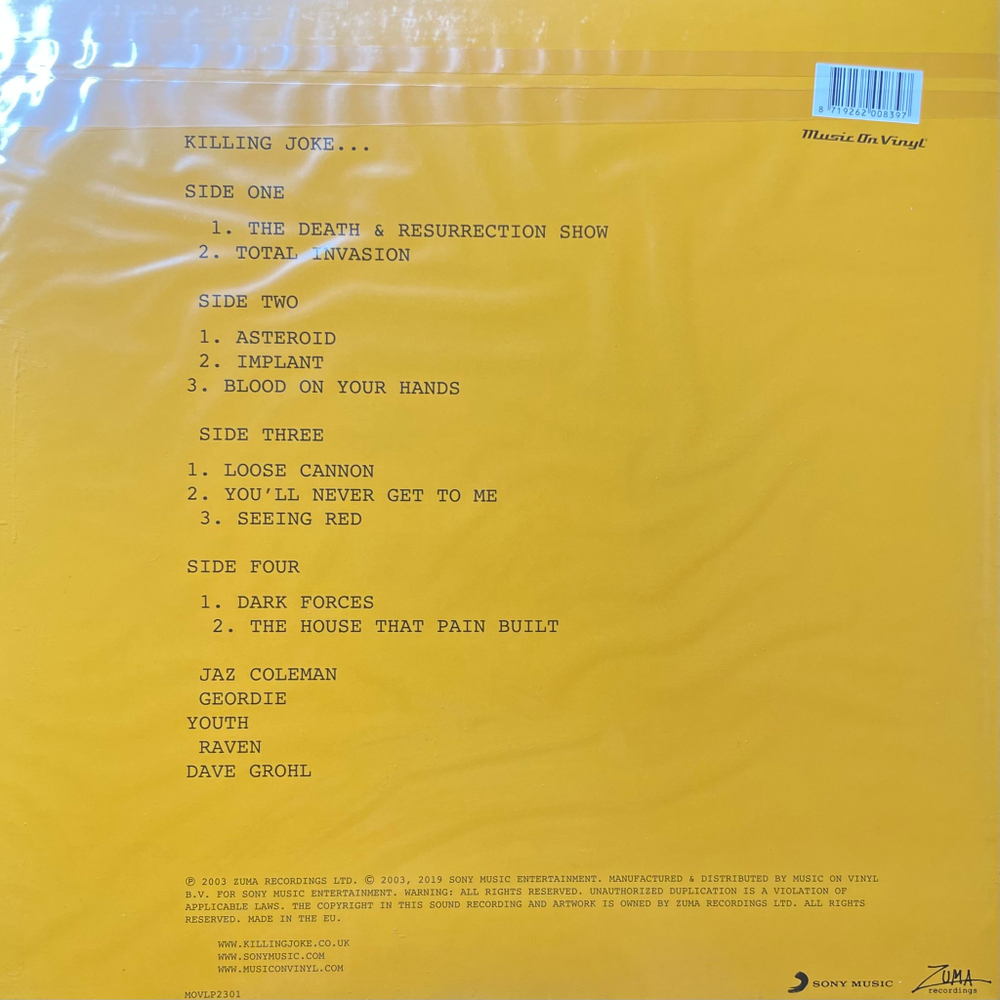 8 719262 008397
Music On Vinyl
KILLING JOKE...
SIDE ONE
1. THE DEATH & RESURRECTION SHOW
2. TOTAL INVASION
SIDE TWO
1. ASTEROID
2. IMPLANT
3. BLOOD ON YOUR HANDS
SIDE THREE
1. LOOSE CANNON
2. YOU'LL NEVER GET TO ME
3. SEEING RED
SIDE FOUR
1. DARK FORCES
2. THE HOUSE THAT PAIN BUILT
JAZ COLEMAN
GEORDIE
YOUTH
RAVEN
DAVE GROHL
℗ 2003 ZUMA RECORDINGS LTD. © 2003, 2019 SONY MUSIC ENTERTAINMENT. MANUFACTURED & DISTRIBUTED BY MUSIC ON VINYL
B.V. FOR SONY MUSIC ENTERTAINMENT. WARNING: ALL RIGHTS RESERVED. UNAUTHORIZED DUPLICATION IS A VIOLATION OF
APPLICABLE LAWS. THE COPYRIGHT IN THIS SOUND RECORDING AND ARTWORK IS OWNED BY ZUMA RECORDINGS LTD. ALL RIGHTS
RESERVED. MADE IN THE EU.
WWW.KILLINGJOKE.CO.UK
WWW.SONYMUSIC.COM
WWW.MUSICONVINYL.COM
MOVLP2301
SONY MUSIC
ZUMA
recordings